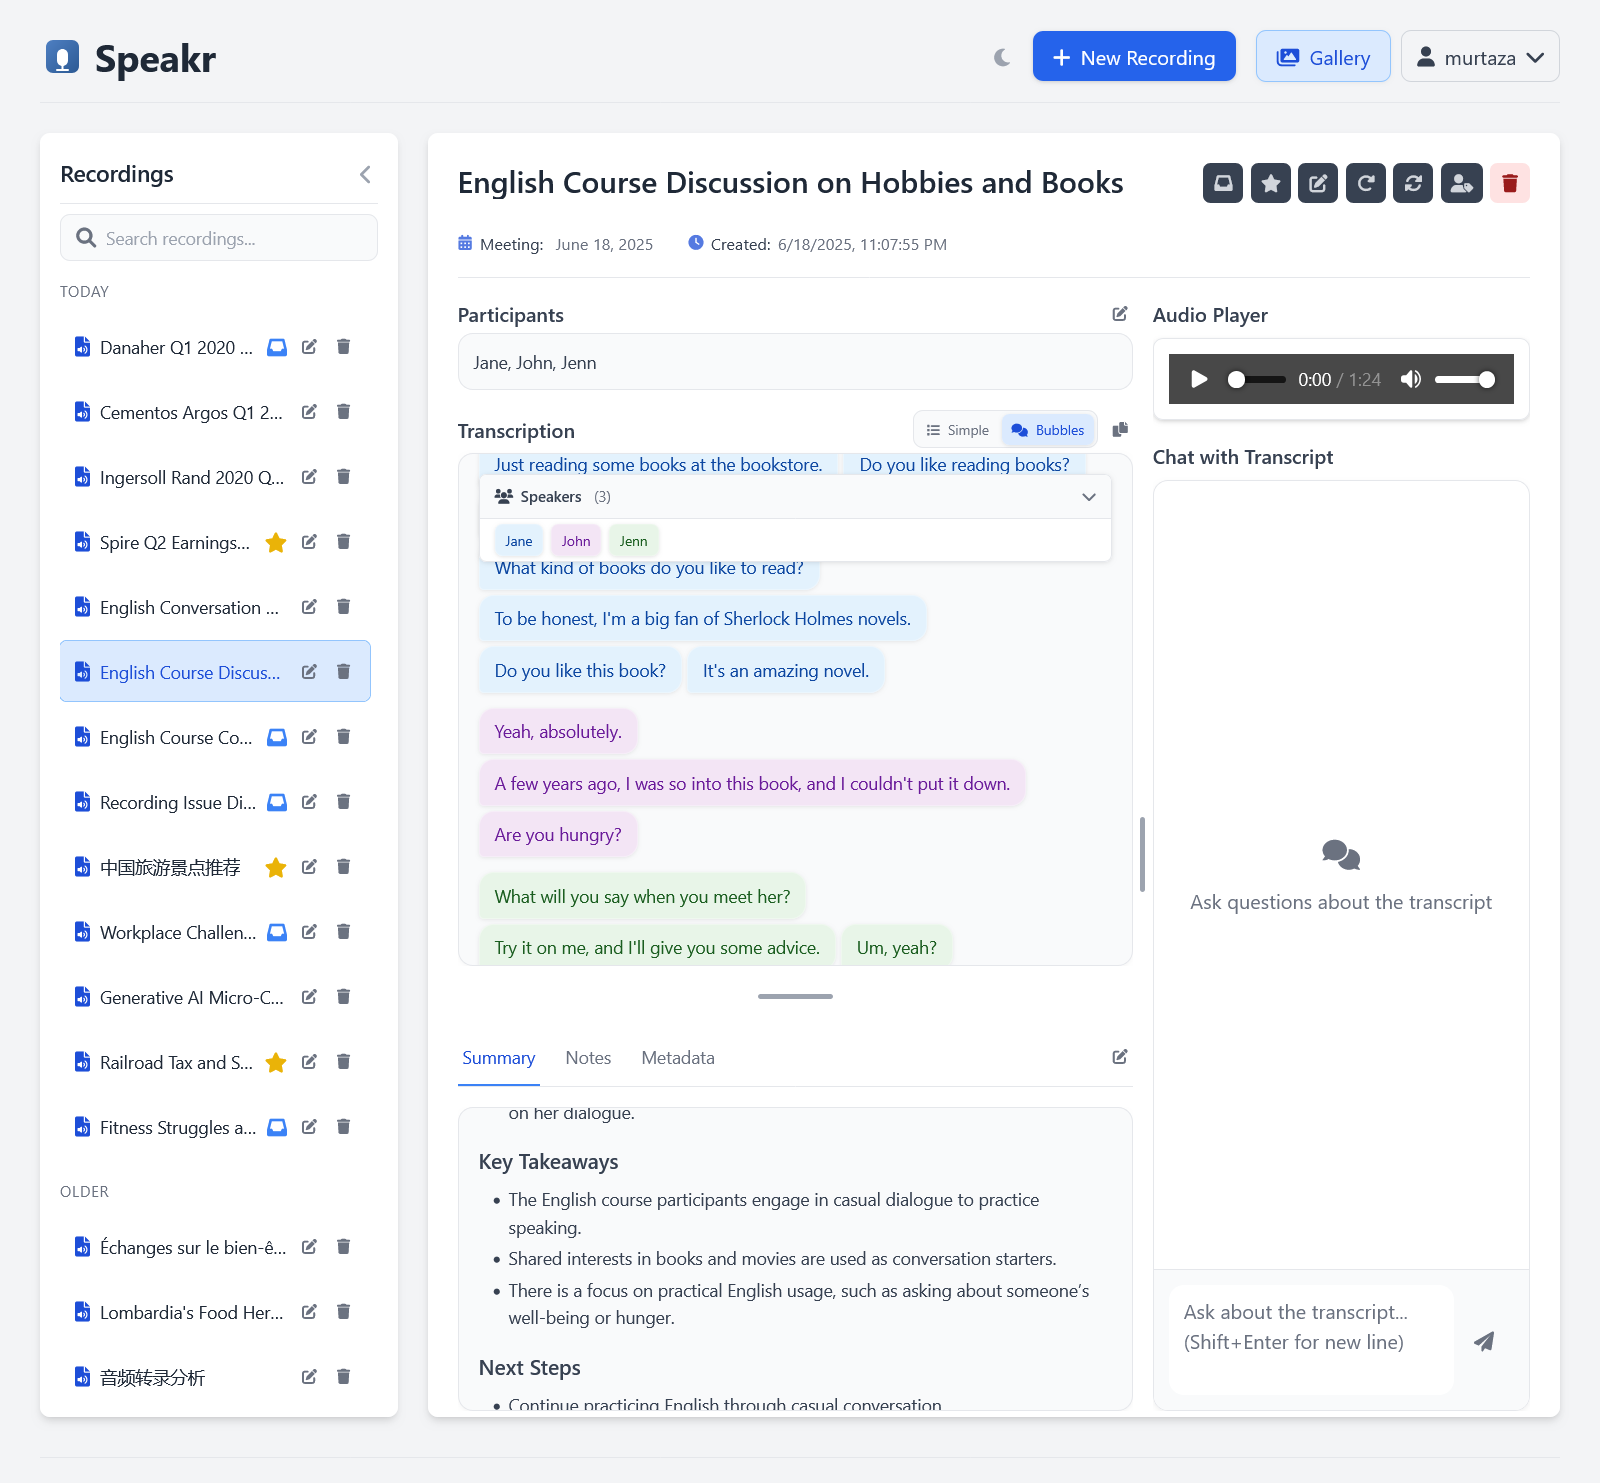 Speakr
New Recording
Gallery
murtaza
Recordings
Search recordings...
TODAY
Danaher Q1 2020 ...
Cementos Argos Q1 2...
Ingersoll Rand 2020 Q...
Spire Q2 Earnings...
English Conversation ...
English Course Discus...
English Course Co...
Recording Issue Di...
中国旅游景点推荐
Workplace Challen...
Generative AI Micro-C...
Railroad Tax and S...
Fitness Struggles a...
OLDER
Échanges sur le bien-ê...
Lombardia's Food Her...
音频转录分析
English Course Discussion on Hobbies and Books
Meeting: June 18, 2025 Created: 6/18/2025, 11:07:55 PM
Participants
Jane, John, Jenn
Transcription
Simple Bubbles
Just reading some books at the bookstore. Do you like reading books?
Speakers (3)
Jane John Jenn
What kind of books do you like to read?
To be honest, I'm a big fan of Sherlock Holmes novels.
Do you like this book? It's an amazing novel.
Yeah, absolutely.
A few years ago, I was so into this book, and I couldn't put it down.
Are you hungry?
What will you say when you meet her?
Try it on me, and I'll give you some advice. Um, yeah?
Summary Notes Metadata
on her dialogue.
Key Takeaways
• The English course participants engage in casual dialogue to practice
speaking.
• Shared interests in books and movies are used as conversation starters.
• There is a focus on practical English usage, such as asking about someone’s
well-being or hunger.
Next Steps
• Continue practicing English through casual conversation
Audio Player
0:00 / 1:24
Chat with Transcript
Ask questions about the transcript
Ask about the transcript...
(Shift+Enter for new line)